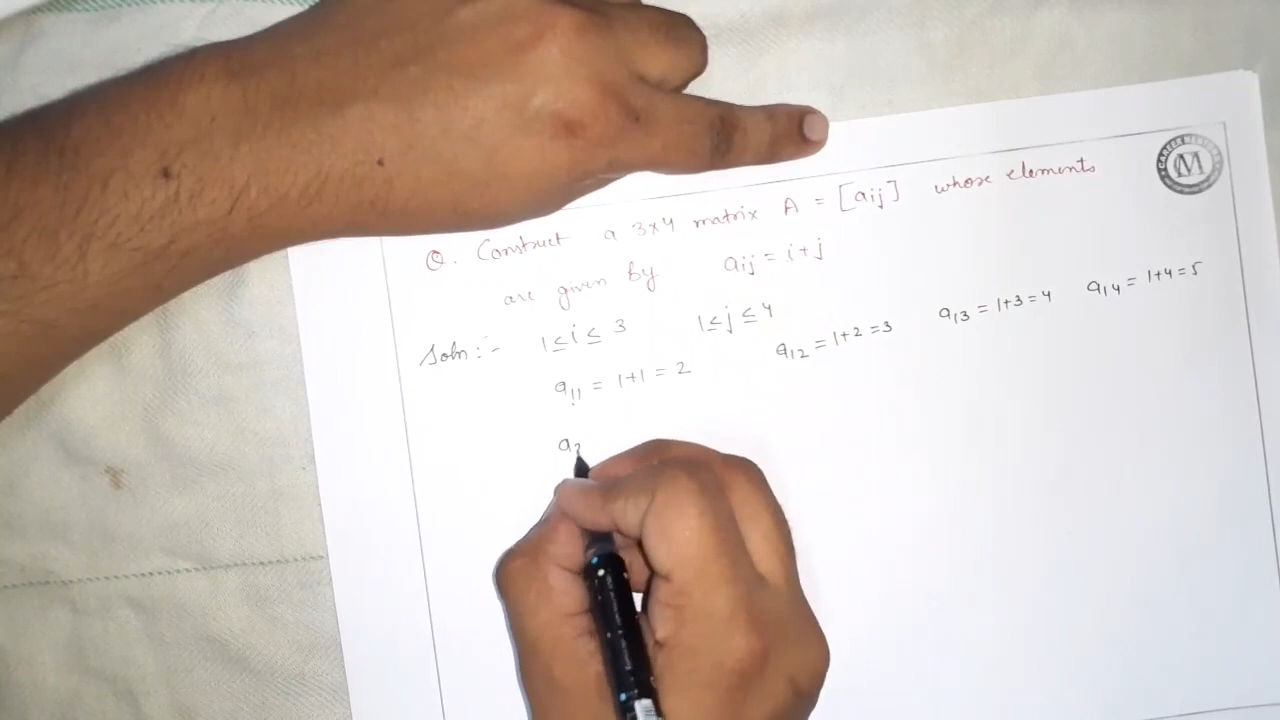 Q. Construct a 3x4 matrix A = [aij] whose elements
are given by aij = i+j
Soln:- 1≤i≤3 1≤j≤4
a11 = 1+1 = 2 a12 = 1+2=3 a13 = 1+3=4 a14 = 1+4=5
a2
M